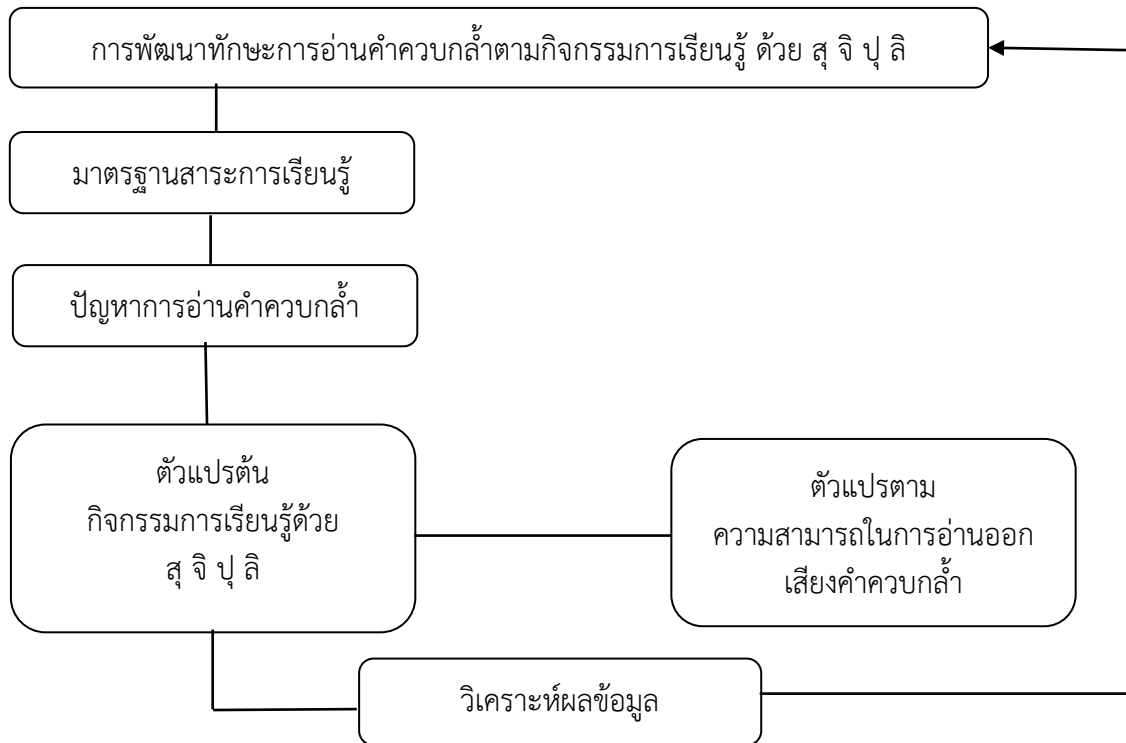 การพัฒนาทักษะการอ่านคำควบกล้ำตามกิจกรรมการเรียนรู้ ด้วย สุ จิ ปุ ลิ
มาตรฐานสาระการเรียนรู้
ปัญหาการอ่านคำควบกล้ำ
ตัวแปรต้น
กิจกรรมการเรียนรู้ด้วย
สุ จิ ปุ ลิ
ตัวแปรตาม
ความสามารถในการอ่านออก
เสียงคำควบกล้ำ
วิเคราะห์ผลข้อมูล